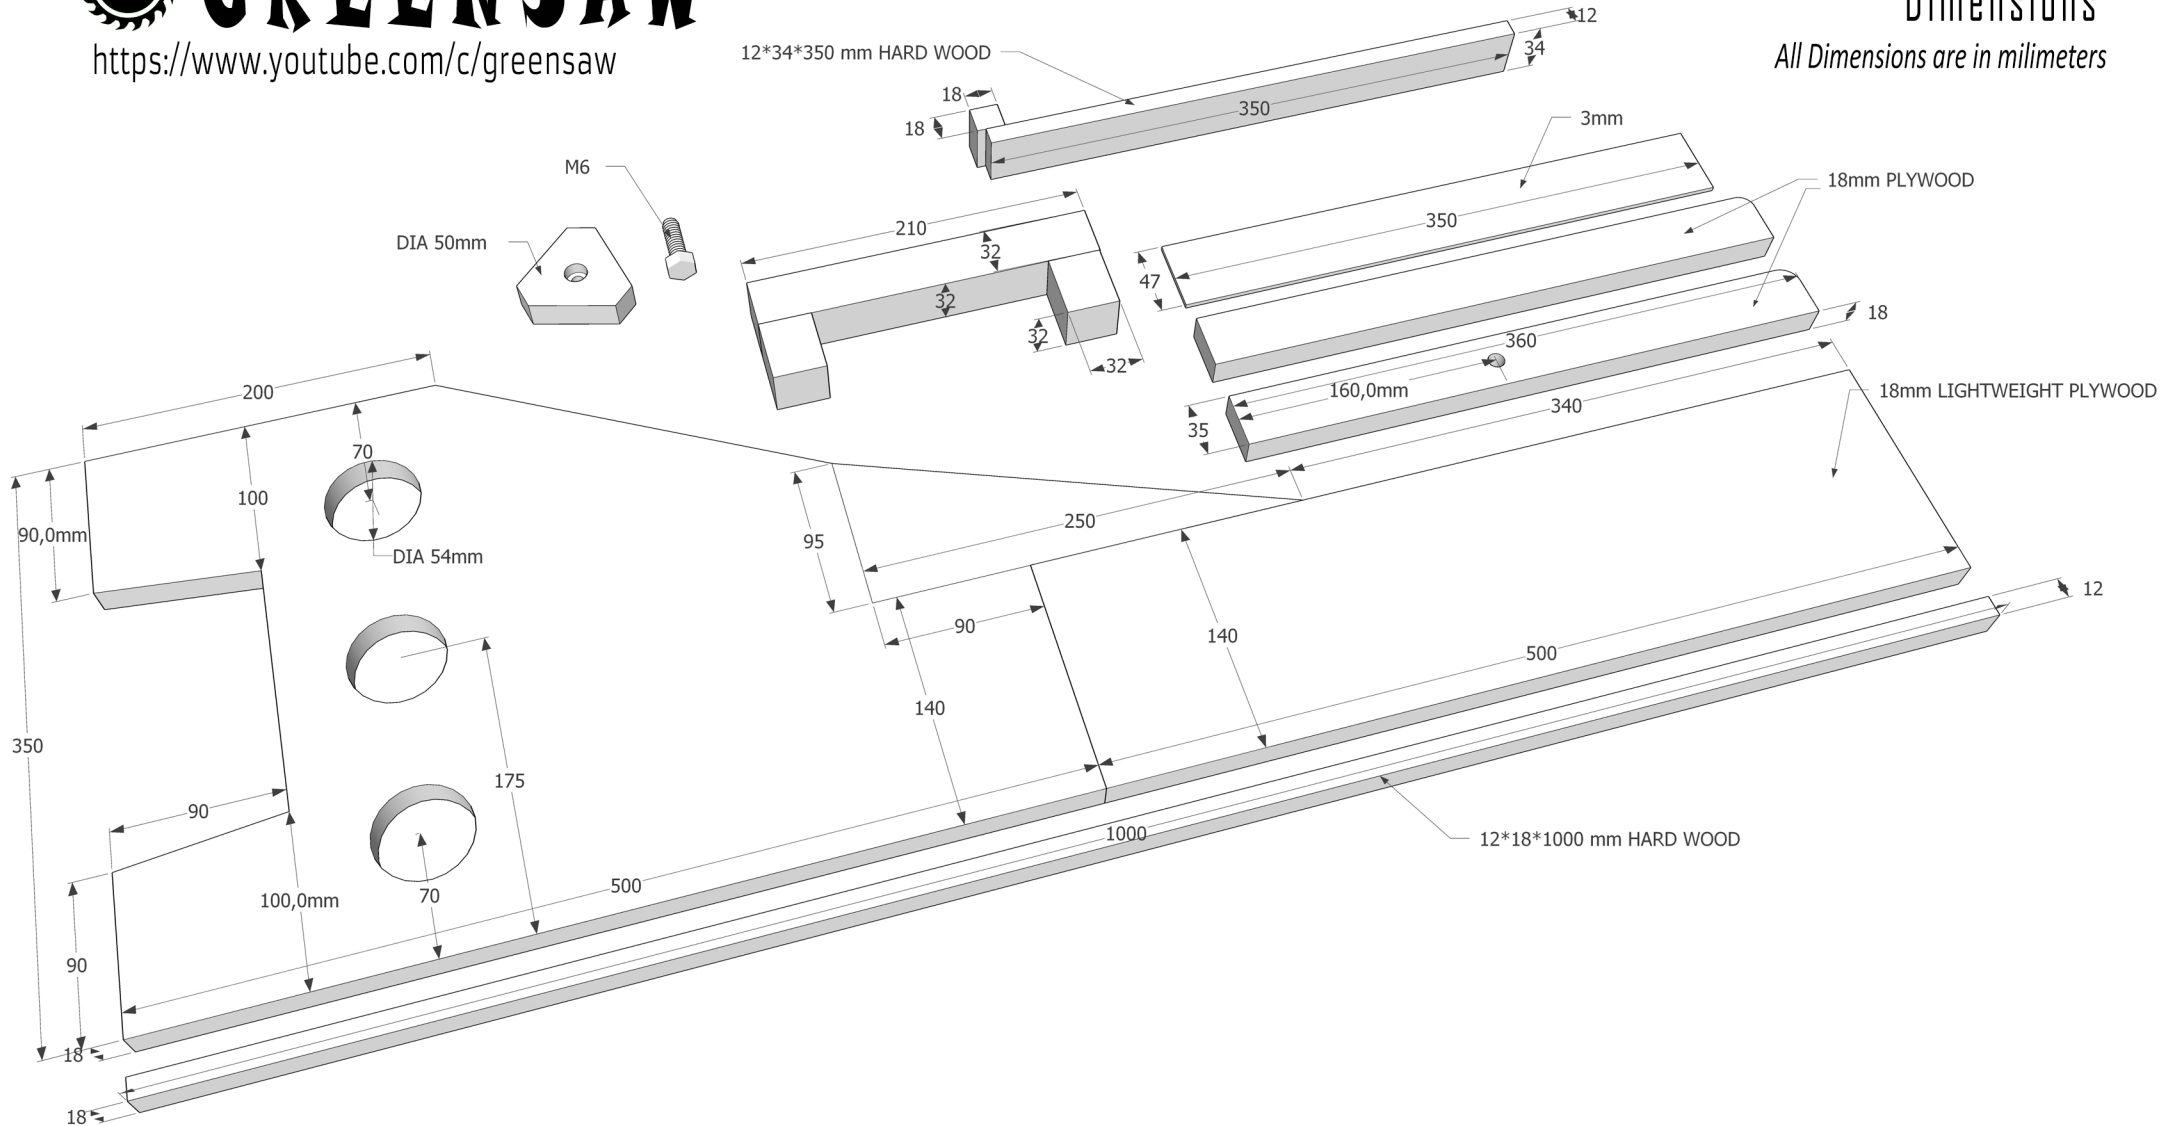 GREENSAW
Dimensions
https://www.youtube.com/c/greensaw
All Dimensions are in milimeters
12
12*34*350 mm HARD WOOD
34
18
350
18
3mm
M6
18mm PLYWOOD
210
350
DIA 50mm
32
47
32
18
32
360
32
200
160,0mm
18mm LIGHTWEIGHT PLYWOOD
340
35
70
100
250
90,0mm
95
DIA 54mm
12
90
140
500
140
350
175
90
1000
12*18*1000 mm HARD WOOD
500
70
100,0mm
90
18
18